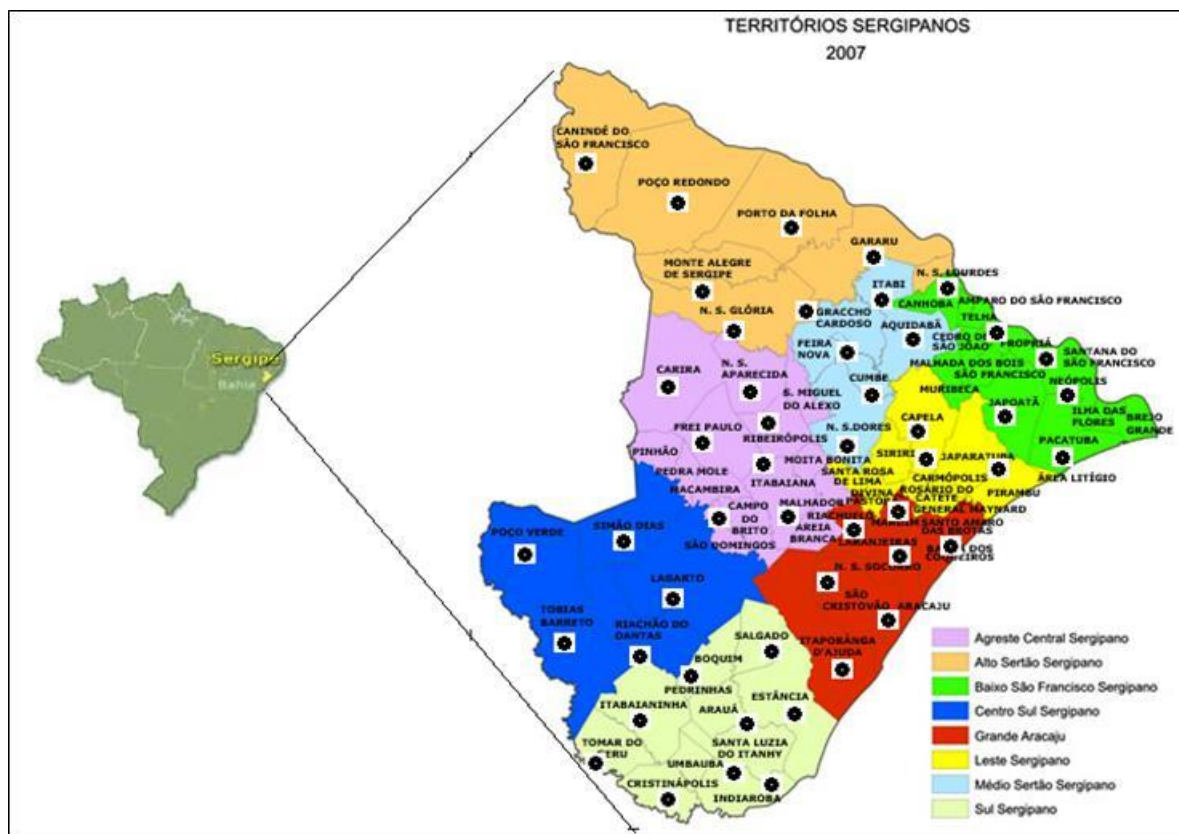 TERRITÓRIOS SERGIPANOS
2007
Sergipe
Bahia
CANINDÉ DO
SÃO FRANCISCO
POÇO REDONDO
PORTO DA FOLHA
GARARU
MONTE ALEGRE
DE SERGIPE
N. S. LOURDES
ITABI
CANHOBA
AMPARO DO SÃO FRANCISCO
N. S. GLÓRIA
GRACCHO
CARDOSO
AQUIDABÃ
TELHA
CEDRO DE
SÃO JOÃO
PROPRIÁ
FEIRA
NOVA
MALHADA DOS BOIS
SANTANA DO
SÃO FRANCISCO
SÃO FRANCISCO
CARIRA
N. S.
APARECIDA
CUMBE
MURIBECA
NEÓPOLIS
S. MIGUEL
DO ALEXO
JAPOATÃ
ILHA DAS
FLORES
BREJO
GRANDE
CAPELA
FREI PAULO
RIBEIRÓPOLIS
N. S.DORES
PACATUBA
PINHÃO
MOITA BONITA
SIRIRI
JAPARATUBA
PEDRA MOLE
ITABAIANA
SANTA ROSA
DE LIMA
CARMÓPOLIS
ÁREA LITÍGIO
MACAMBIRA
DIVINA
PASTORA
ROSÁRIO DO
CATETE
PIRAMBU
MALHADOR
GENERAL MAYNARD
CAMPO
DO
BRITO
RIACHUELO
SANTO AMARO
DAS BROTAS
AREIA
BRANCA
POÇO VERDE
SIMÃO DIAS
SÃO DOMINGOS
LARANJEIRAS
DOS
COQUEIROS
N. S. SOCORRO
LAGARTO
SÃO
CRISTOVÃO
ARACAJU
TOBIAS
BARRETO
RIACHÃO DO
DANTAS
SALGADO
ITAPORÂNGA
D'AJUDA
BOQUIM
PEDRINHAS
ITABAIANINHA
ARAUÁ
ESTÂNCIA
TOMAR DO
SANTA LUZIA
DO ITANHY
UMBAUBA
CRISTINÁPOLIS
INDIAROBA
Agreste Central Sergipano
Alto Sertão Sergipano
Baixo São Francisco Sergipano
Centro Sul Sergipano
Grande Aracaju
Leste Sergipano
Médio Sertão Sergipano
Sul Sergipano